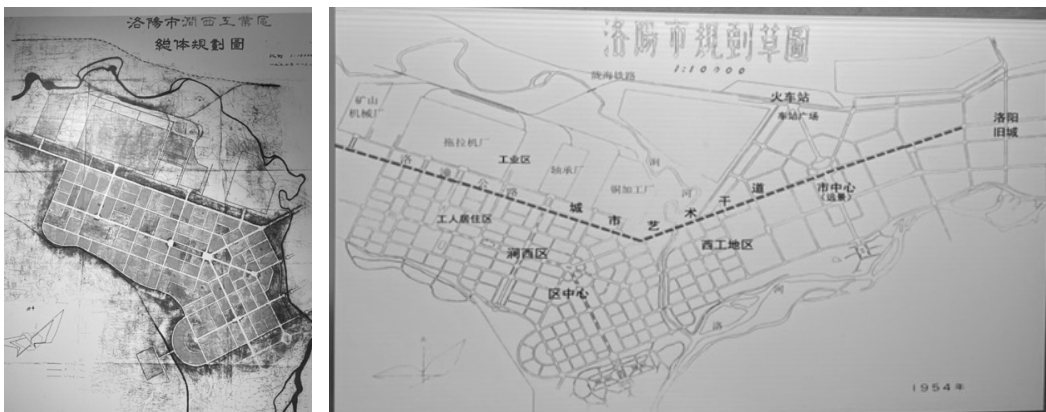 洛陽市澗西工業區
總体規劃圖
洛陽市規劃草圖
1:10000
陇海铁路
火车站
车站广场
洛阳
旧城
矿山
机械厂
拖拉机厂
工业区
轴承厂
铜加工厂
涧河
洛潼公路
城市艺术干道
市中心
(远景)
工人居住区
涧西区
西工地区
区中心
洛河
1954年